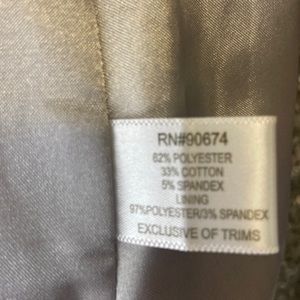 RN#90674
62% POLYESTER
33% COTTON
5% SPANDEX
LINING
97%POLYESTER/3% SPANDEX
EXCLUSIVE OF TRIMS